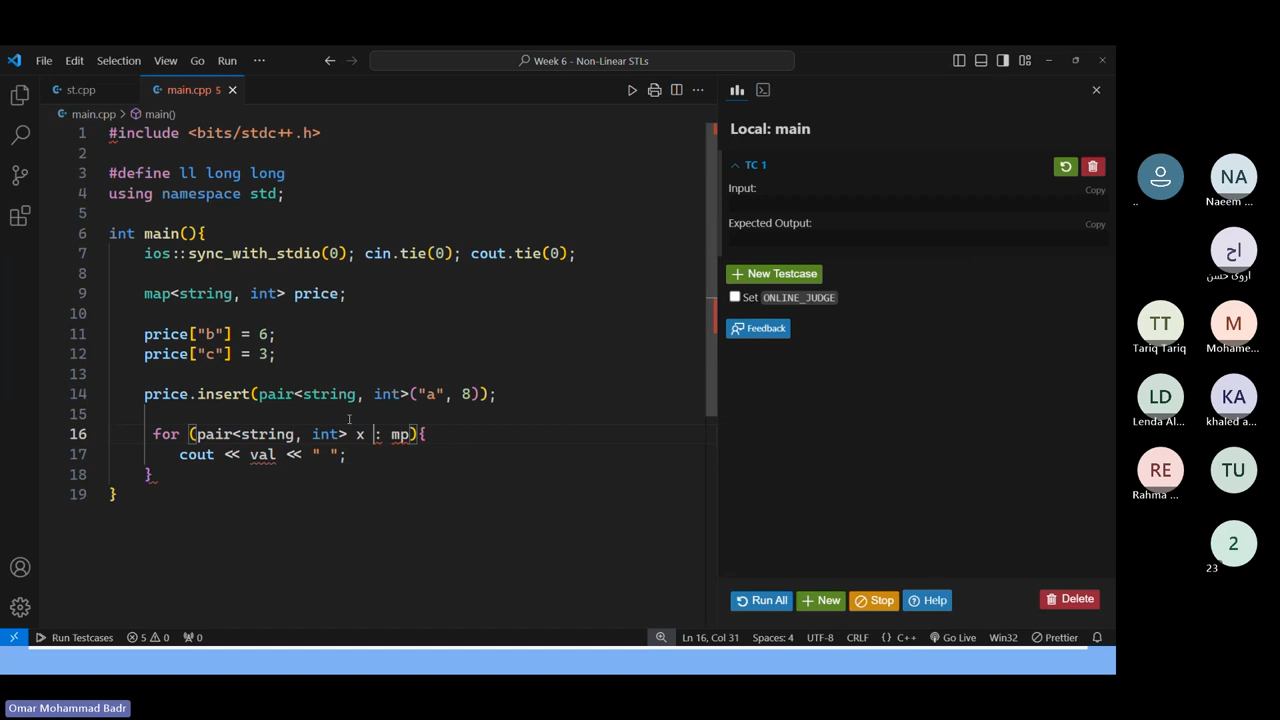 File Edit Selection View Go Run ··· Week 6 - Non-Linear STLs
st.cpp main.cpp 5
main.cpp > main()
1 #include <bits/stdc++.h>
2
3 #define ll long long
4 using namespace std;
5
6 int main(){
7 ios::sync_with_stdio(0); cin.tie(0); cout.tie(0);
8
9 map<string, int> price;
10
11 price["b"] = 6;
12 price["c"] = 3;
13
14 price.insert(pair<string, int>("a", 8));
15
16 for (pair<string, int> x : mp){
17 cout << val << " ";
18 }
19 }
Local: main
TC 1
Input:
Copy
Expected Output:
Copy
+ New Testcase
Set ONLINE_JUDGE
Feedback
Run All + New Stop Help Delete
Run Testcases 5 0 0 Ln 16, Col 31 Spaces: 4 UTF-8 CRLF {} C++ Go Live Win32 Prettier
..
NA
Naeem ...
اح
اروى حسن
TT
Tariq Tariq
M
Mohame...
LD
Lenda Al...
KA
khaled a...
RE
Rahma ...
TU
2
23
Omar Mohammad Badr